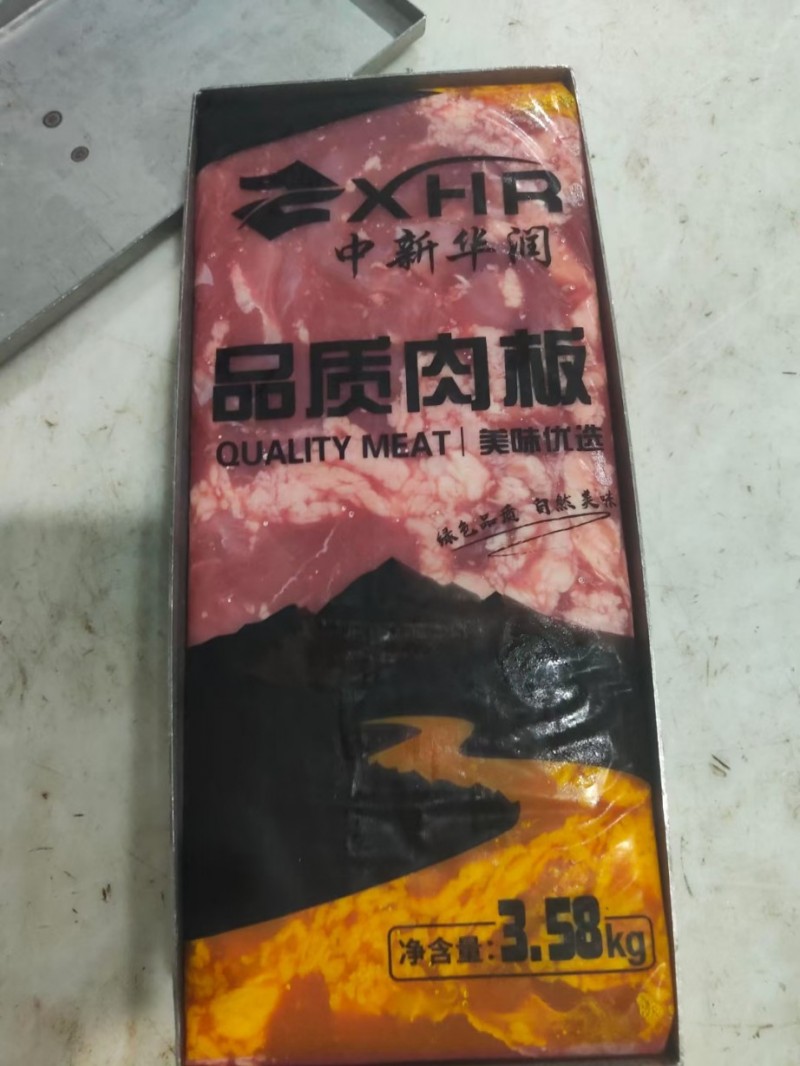 ZXHR
中新华润
品质肉板
QUALITY MEAT | 美味优选
绿色品质 自然美味
净含量: 3.58kg